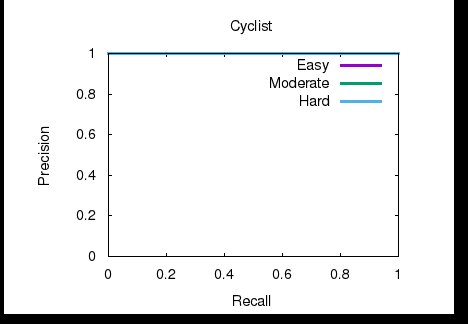 Cyclist
1
Easy
Moderate
0.8
Hard
0.6
Precision
0.4
0.2
0
0 0.2 0.4 0.6 0.8 1
Recall